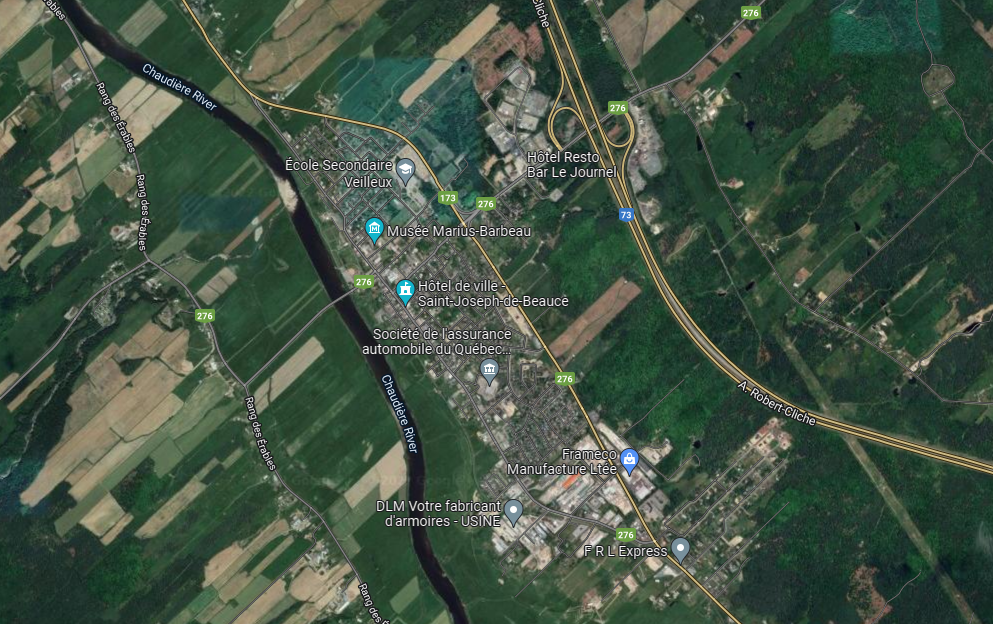 Érables
Cliche
276
Chaudière River
Rang des Érables
276
École Secondaire
Veilleux
Hôtel Resto
Bar Le Journel
Rang des Érables
173
276
73
Musée Marius-Barbeau
276
Hôtel de ville -
Saint-Joseph-de-Beauce
276
Société de l'assurance
automobile du Québec...
276
Chaudière River
A. Robert-Cliche
Rang des Érables
Frameco
Manufacture Ltée
DLM Votre fabricant
d'armoires - USINE
276
F R L Express
Rang des É